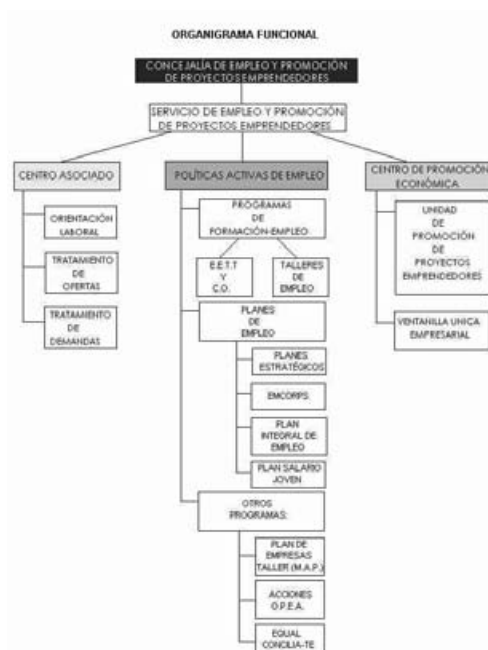 ORGANIGRAMA FUNCIONAL
CONCEJALÍA DE EMPLEO Y PROMOCIÓN
DE PROYECTOS EMPRENDEDORES
SERVICIO DE EMPLEO Y PROMOCIÓN
DE PROYECTOS EMPRENDEDORES
CENTRO ASOCIADO
ORIENTACIÓN
LABORAL
TRATAMIENTO
DE
OFERTAS
TRATAMIENTO
DE
DEMANDAS
POLÍTICAS ACTIVAS DE EMPLEO
PROGRAMAS
DE
FORMACIÓN-EMPLEO
E.E.T.T
Y
C.O.
TALLERES
DE
EMPLEO
PLANES
DE
EMPLEO
PLANES
ESTRATÉGICOS
EMCORPS
PLAN
INTEGRAL DE
EMPLEO
PLAN SALARIO
JOVEN
OTROS
PROGRAMAS:
PLAN DE
EMPRESAS
TALLER (M.A.P.)
ACCIONES
O.P.E.A.
EQUAL
CONCILIA-TE
CENTRO DE PROMOCIÓN
ECONÓMICA
UNIDAD
DE
PROMOCIÓN
DE
PROYECTOS
EMPRENDEDORES
VENTANILLA UNICA
EMPRESARIAL